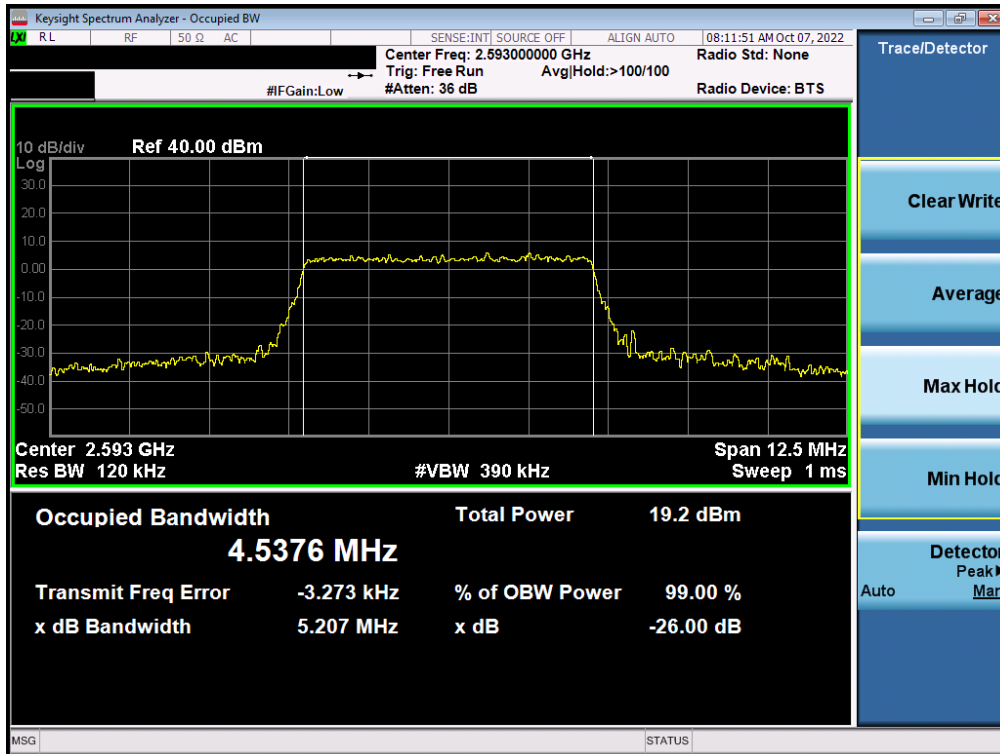 Keysight Spectrum Analyzer - Occupied BW
LXI RL RF 50 Ω AC SENSE:INT SOURCE OFF ALIGN AUTO 08:11:51 AM Oct 07, 2022
Center Freq: 2.593000000 GHz Radio Std: None
Trig: Free Run Avg|Hold:>100/100
#IFGain:Low #Atten: 36 dB Radio Device: BTS
Trace/Detector
10 dB/div Ref 40.00 dBm
Log
30.0
20.0
10.0
0.00
-10.0
-20.0
-30.0
-40.0
-50.0
Center 2.593 GHz Span 12.5 MHz
Res BW 120 kHz #VBW 390 kHz Sweep 1 ms
Occupied Bandwidth Total Power 19.2 dBm
4.5376 MHz
Transmit Freq Error -3.273 kHz % of OBW Power 99.00 %
x dB Bandwidth 5.207 MHz x dB -26.00 dB
Clear Write
Average
Max Hold
Min Hold
Detector
Peak
Auto Man
MSG STATUS